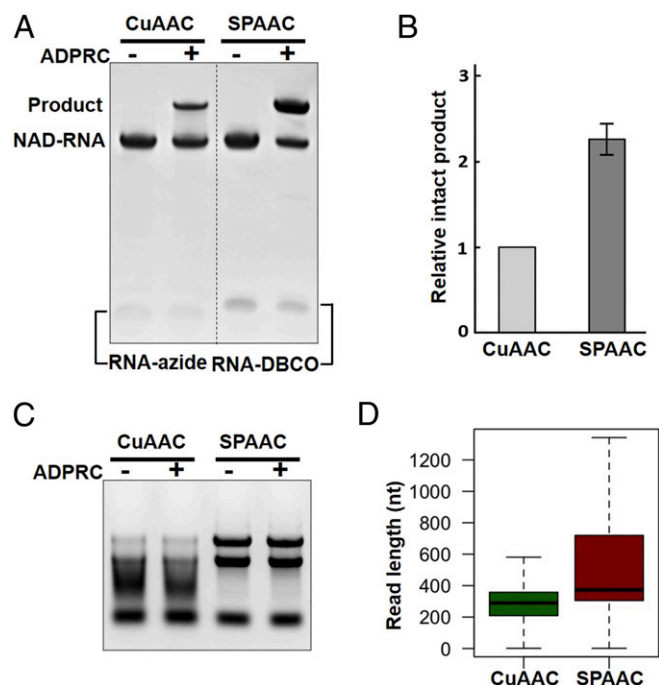 A
CuAAC SPAAC
ADPRC - + - +
Product
NAD-RNA
RNA-azide RNA-DBCO
B
Relative intact product
3
2
1
0
CuAAC SPAAC
C
CuAAC SPAAC
ADPRC - + - +
D
Read length (nt)
1200
1000
800
600
400
200
0
CuAAC SPAAC